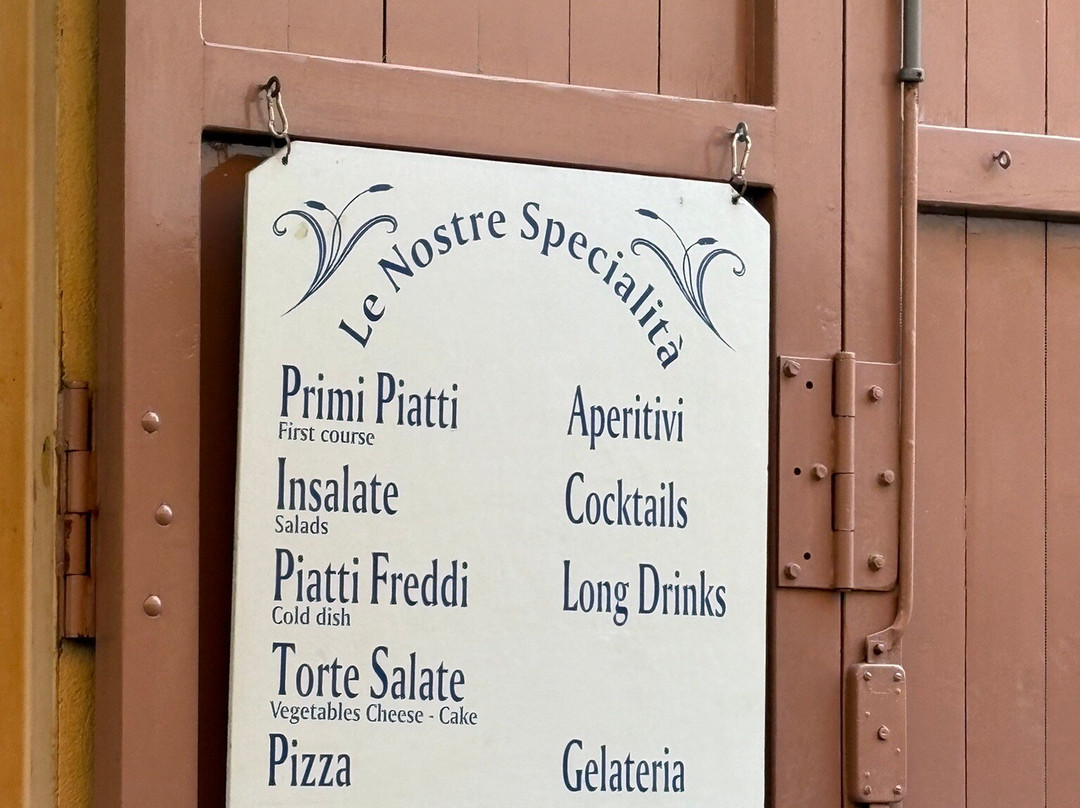 Le Nostre Specialità
Primi Piatti
First course
Insalate
Salads
Piatti Freddi
Cold dish
Torte Salate
Vegetables Cheese - Cake
Pizza
Aperitivi
Cocktails
Long Drinks
Gelateria